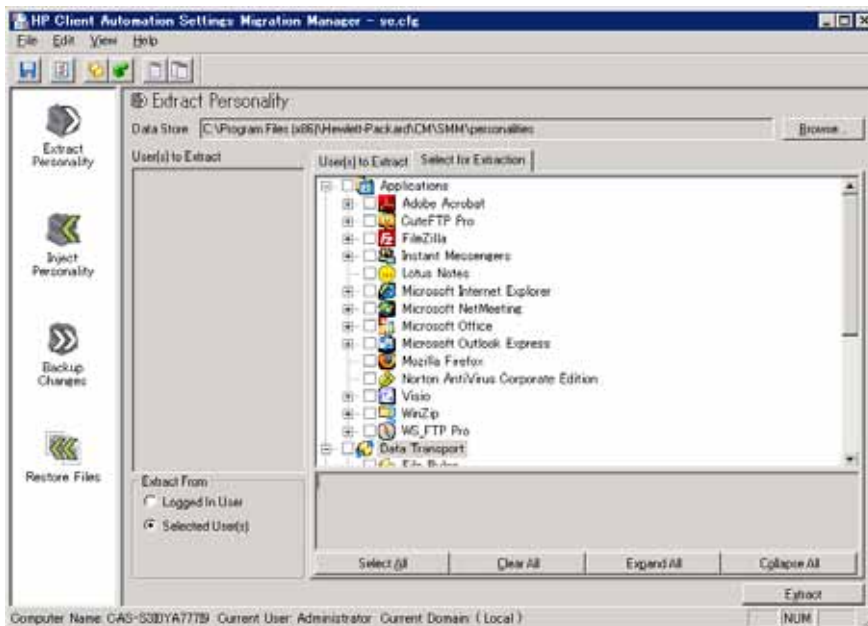 HP Client Automation Settings Migration Manager - se.cfg
File Edit View Help
Extract Personality
Data Store C:\Program Files (x86)\Hewlett-Packard\CM\SMM\personalities Browse...
User(s) to Extract
User(s) to Extract Select for Extraction
Extract
Personality
Inject
Personality
Backup
Changes
Restore Files
Applications
Adobe Acrobat
CuteFTP Pro
FileZilla
Instant Messengers
Lotus Notes
Microsoft Internet Explorer
Microsoft NetMeeting
Microsoft Office
Microsoft Outlook Express
Mozilla Firefox
Norton AntiVirus Corporate Edition
Visio
WinZip
WS_FTP Pro
Data Transport
File Rules
Extract From
Logged In User
Selected User(s)
Select All Clear All Expand All Collapse All
Extract
Computer Name: Current User: Administrator Current Domain: (Local) NUM